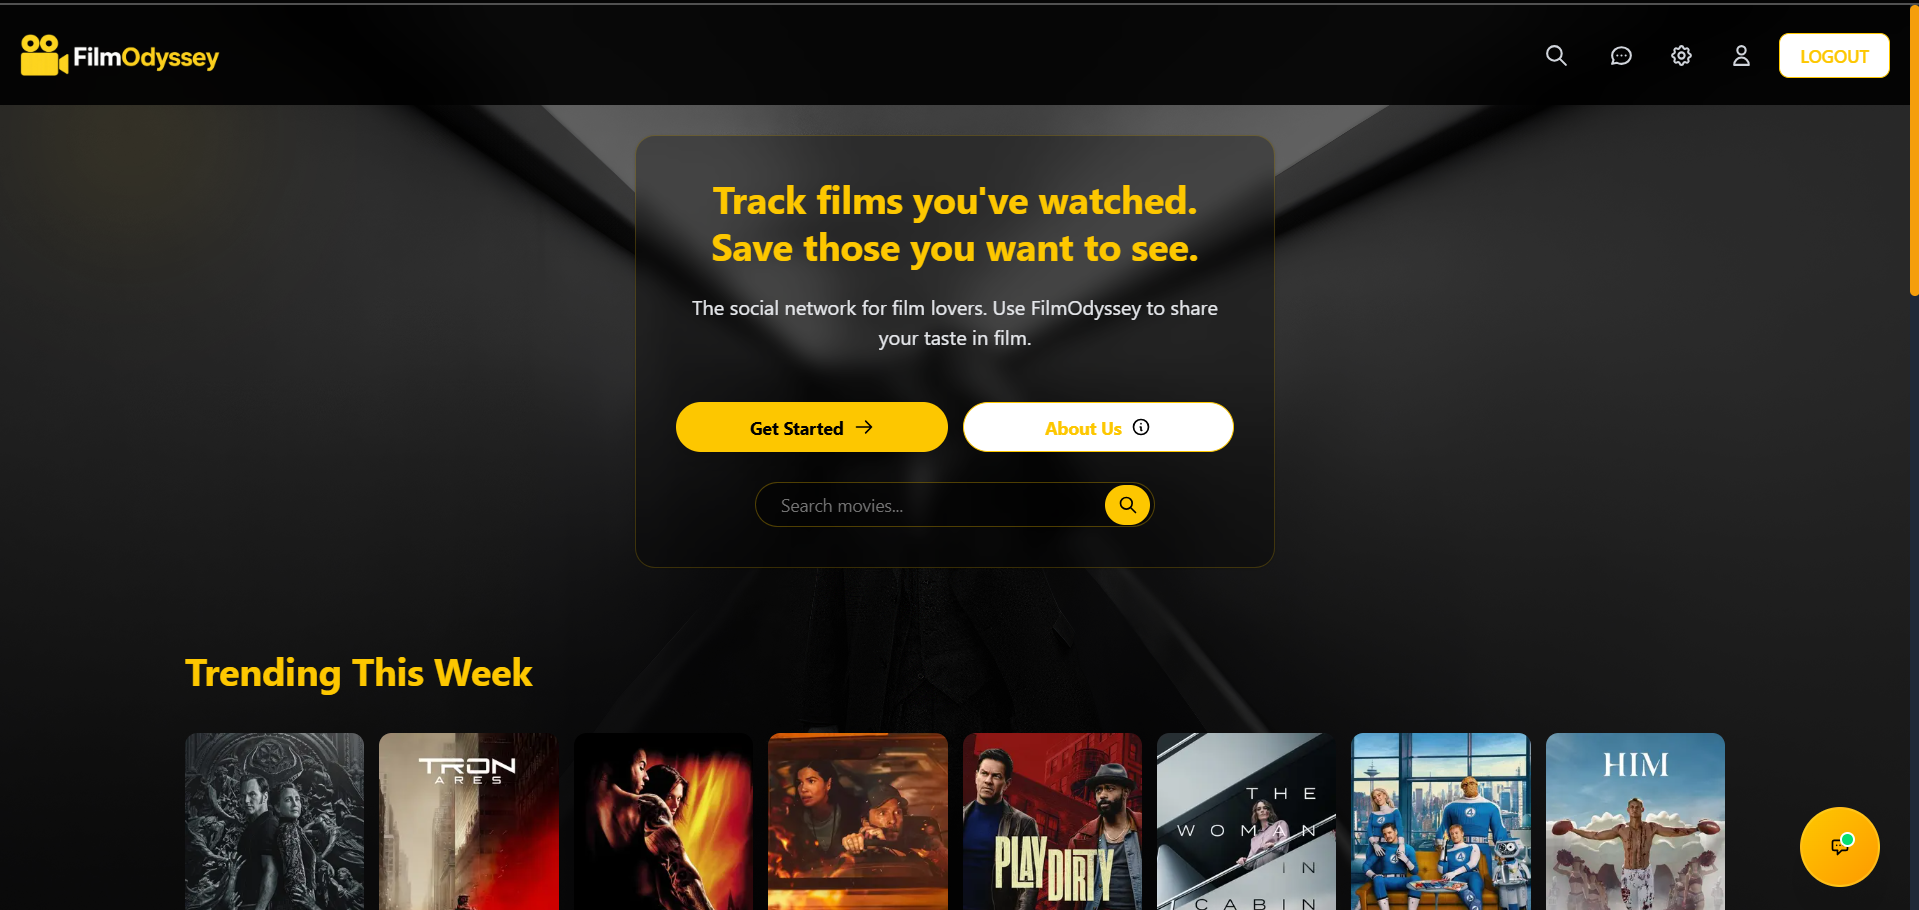 FilmOdyssey
LOGOUT
Track films you've watched.
Save those you want to see.
The social network for film lovers. Use FilmOdyssey to share
your taste in film.
Get Started
About Us
Search movies...
Trending This Week
TRON
ARES
PLAY DIRTY
THE
WOMAN
IN
CABIN
HIM